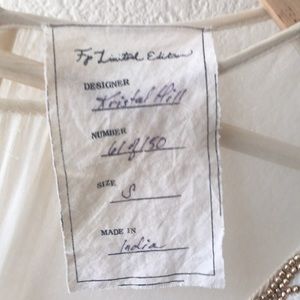 Fp Limited Edition
DESIGNER
Kristal Hill
NUMBER
61 of 150
SIZE
S
MADE IN
India